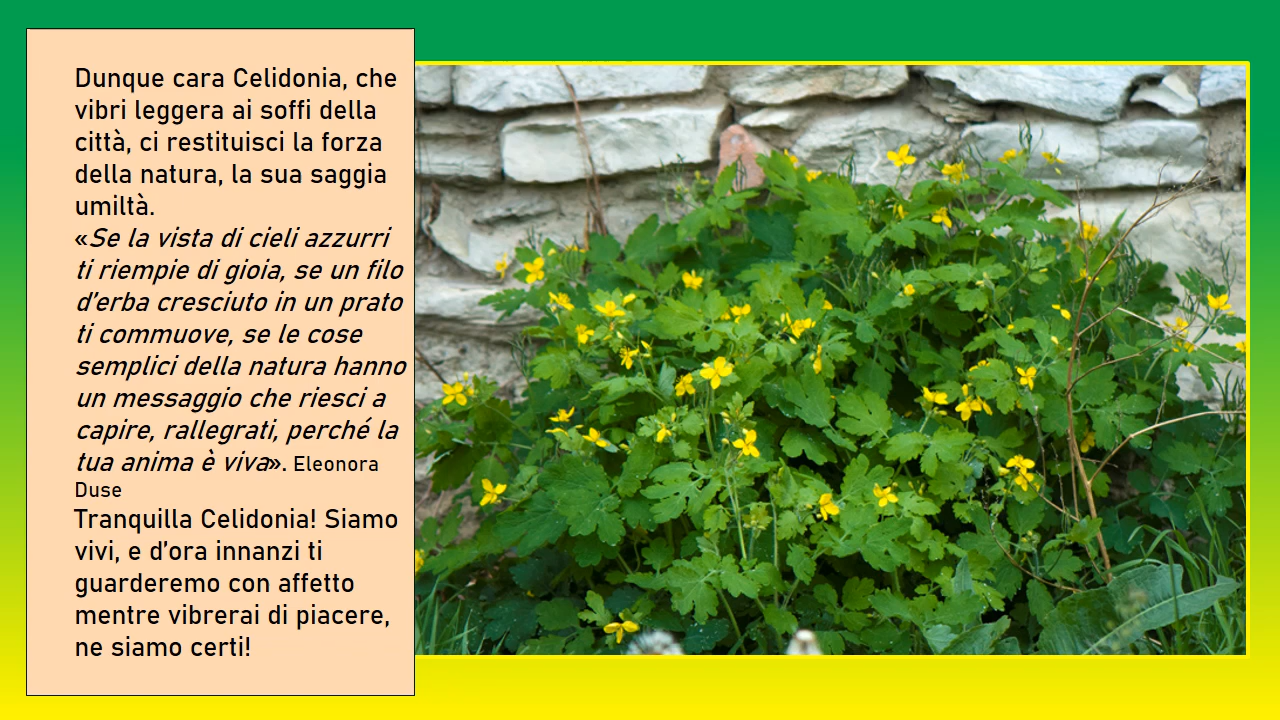 Dunque cara Celidonia, che
vibri leggera ai soffi della
città, ci restituisci la forza
della natura, la sua saggia
umiltà.
«Se la vista di cieli azzurri
ti riempie di gioia, se un filo
d'erba cresciuto in un prato
ti commuove, se le cose
semplici della natura hanno
un messaggio che riesci a
capire, rallegrati, perché la
tua anima è viva». Eleonora
Duse
Tranquilla Celidonia! Siamo
vivi, e d'ora innanzi ti
guarderemo con affetto
mentre vibrerai di piacere,
ne siamo certi!